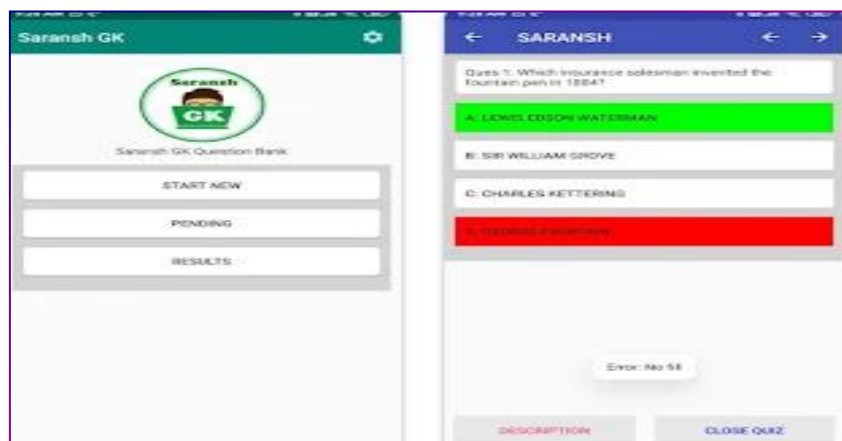 Saransh GK
Saransh
GK
Saransh GK Question Bank
START NEW
PENDING
RESULTS
SARANSH
Ques 1: Which insurance salesman invented the
fountain pen in 1884?
A: LEWIS EDSON WATERMAN
B: SIR WILLIAM GROVE
C: CHARLES KETTERING
Error: No 58
DESCRIPTION
CLOSE QUIZ